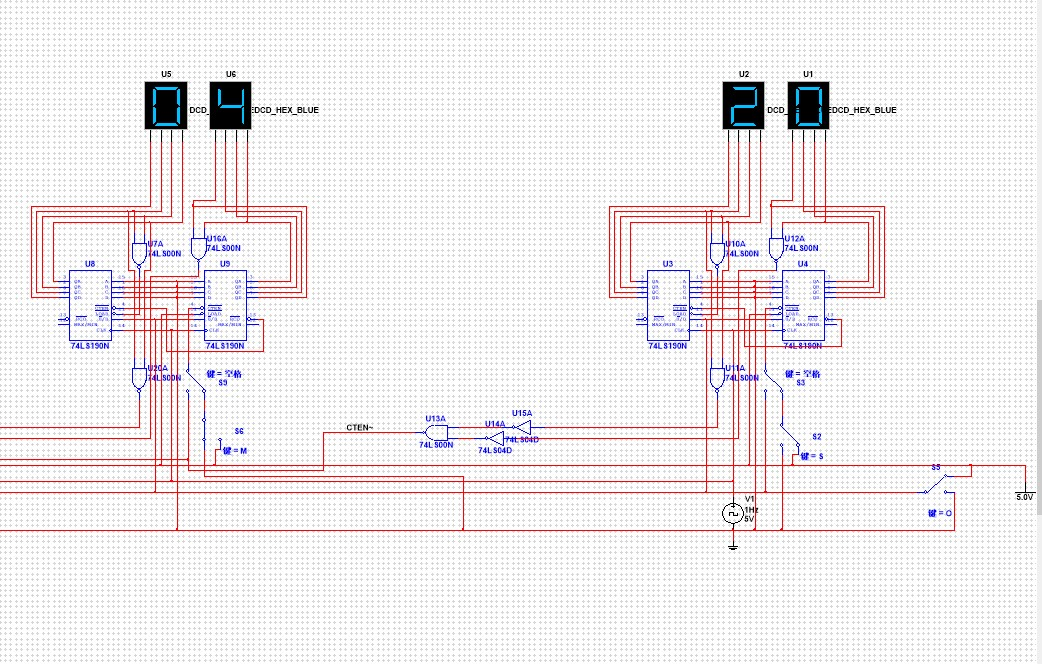 U5
U6
U2
U1
DCD_
EDCD_HEX_BLUE
DCD_
EDCD_HEX_BLUE
U7A
74LS00N
U16A
74LS00N
U10A
74LS00N
U12A
74LS00N
U8
U9
U3
U4
74LS190N
74LS190N
74LS190N
74LS190N
U20A
74LS00N
键 = 空格
S9
U11A
74LS00N
键 = 空格
S3
CTEN~
U13A
74LS00N
U14A
74LS04D
U15A
74LS04D
S6
键 = M
S2
键 = S
S5
键 = O
V1
1Hz
5V
5.0V